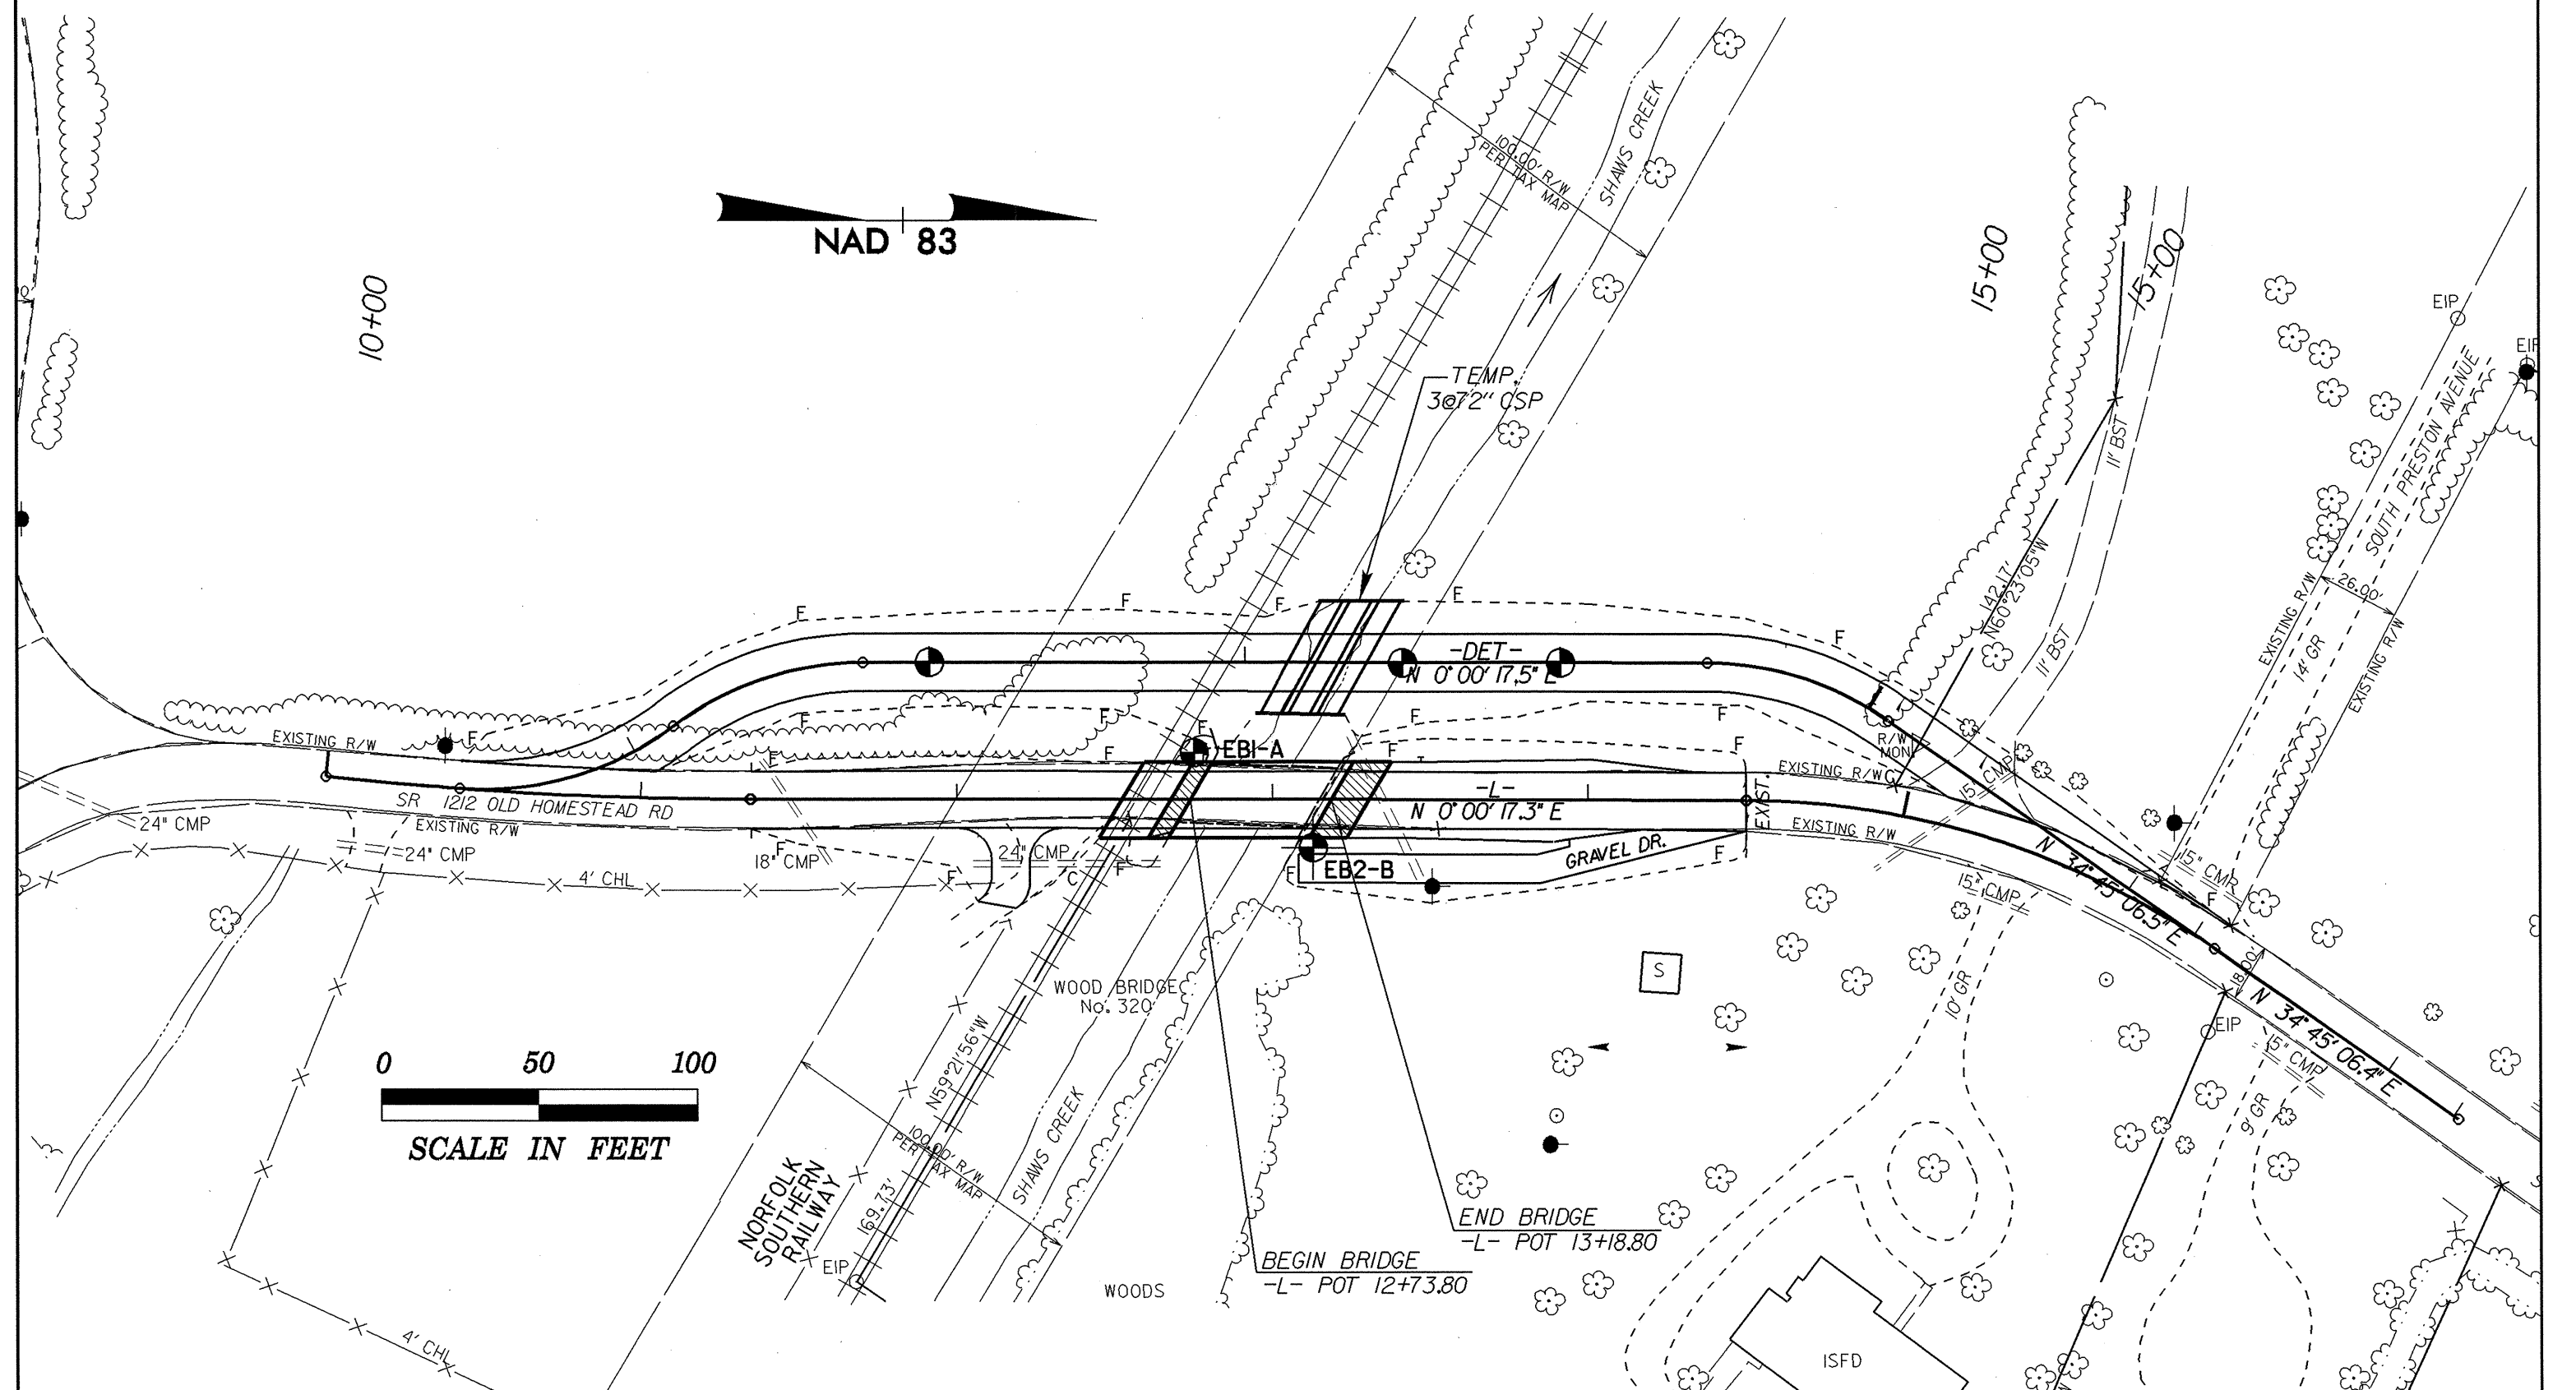 SHAWS CREEK
100.00' R/W
PER TAX MAP
NAD 83
10+00
15+00
15+00
EIP
EIP
TEMP.
3@72" CSP
11' BST
SOUTH PRESTON AVENUE
142.17'
N60°23'05"W
11' BST
EXISTING R/W
26.00'
14' GR
EXISTING R/W
F
F
F
F
F
-DET-
N 0°00'17.5" E
F
F
F
F
F
F
EXISTING R/W
F
R/W
MON
EB1-A
F
F
F
F
EXISTING R/W
C
15" CMP
SR 1212 OLD HOMESTEAD RD
EXISTING R/W
-L-
N 0°00'17.3" E
EXIST.
EXISTING R/W
24" CMP
24" CMP
F
18" CMP
24" CMP
F
C
F
F
EB2-B
GRAVEL DR.
F
4' CHL
N 34°45'06.5" E
15" CMP
F
15" CMP
18.00'
N 34°45'06.4" E
WOOD BRIDGE
No. 320
S
10' GR
EIP
15" CMP
9' GR
N59°21'56"W
0 50 100
SCALE IN FEET
100.00' R/W
PER TAX MAP
SHAWS CREEK
169.73'
NORFOLK
SOUTHERN
RAILWAY
EIP
END BRIDGE
-L- POT 13+18.80
BEGIN BRIDGE
-L- POT 12+73.80
WOODS
ISFD
4' CHL